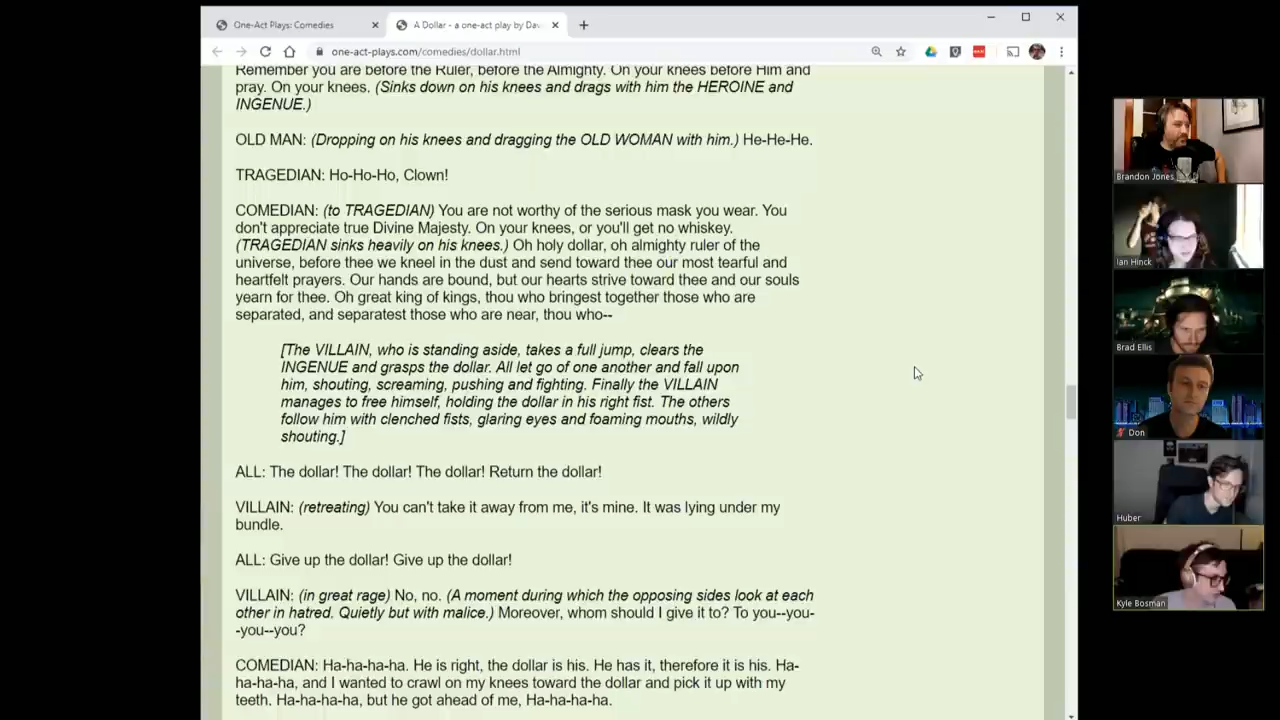 One-Act Plays: Comedies
A Dollar - a one-act play by Dav
one-act-plays.com/comedies/dollar.html
Remember you are before the Ruler, before the Almighty. On your knees before Him and
pray. On your knees. (Sinks down on his knees and drags with him the HEROINE and
INGENUE.)
OLD MAN: (Dropping on his knees and dragging the OLD WOMAN with him.) He-He-He.
TRAGEDIAN: Ho-Ho-Ho, Clown!
COMEDIAN: (to TRAGEDIAN) You are not worthy of the serious mask you wear. You
don't appreciate true Divine Majesty. On your knees, or you'll get no whiskey.
(TRAGEDIAN sinks heavily on his knees.) Oh holy dollar, oh almighty ruler of the
universe, before thee we kneel in the dust and send toward thee our most tearful and
heartfelt prayers. Our hands are bound, but our hearts strive toward thee and our souls
yearn for thee. Oh great king of kings, thou who bringest together those who are
separated, and separatest those who are near, thou who--
[The VILLAIN, who is standing aside, takes a full jump, clears the
INGENUE and grasps the dollar. All let go of one another and fall upon
him, shouting, screaming, pushing and fighting. Finally the VILLAIN
manages to free himself, holding the dollar in his right fist. The others
follow him with clenched fists, glaring eyes and foaming mouths, wildly
shouting.]
ALL: The dollar! The dollar! The dollar! Return the dollar!
VILLAIN: (retreating) You can't take it away from me, it's mine. It was lying under my
bundle.
ALL: Give up the dollar! Give up the dollar!
VILLAIN: (in great rage) No, no. (A moment during which the opposing sides look at each
other in hatred. Quietly but with malice.) Moreover, whom should I give it to? To you--you-
-you--you?
COMEDIAN: Ha-ha-ha-ha. He is right, the dollar is his. He has it, therefore it is his. Ha-
ha-ha-ha, and I wanted to crawl on my knees toward the dollar and pick it up with my
teeth. Ha-ha-ha-ha, but he got ahead of me, Ha-ha-ha-ha.
Brandon Jones
Ian Hinck
Brad Ellis
Don
Huber
Kyle Bosman